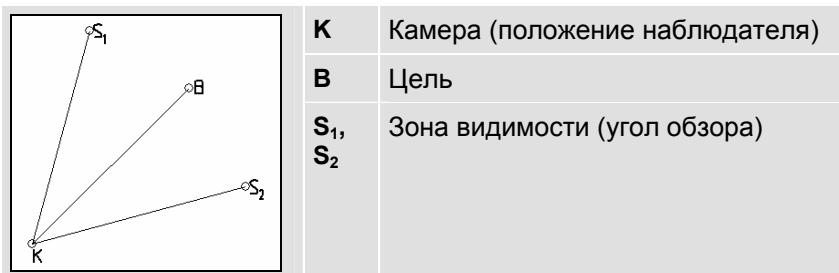 S₁
B
S₂
K
K Камера (положение наблюдателя)
B Цель
S₁, Зона видимости (угол обзора)
S₂